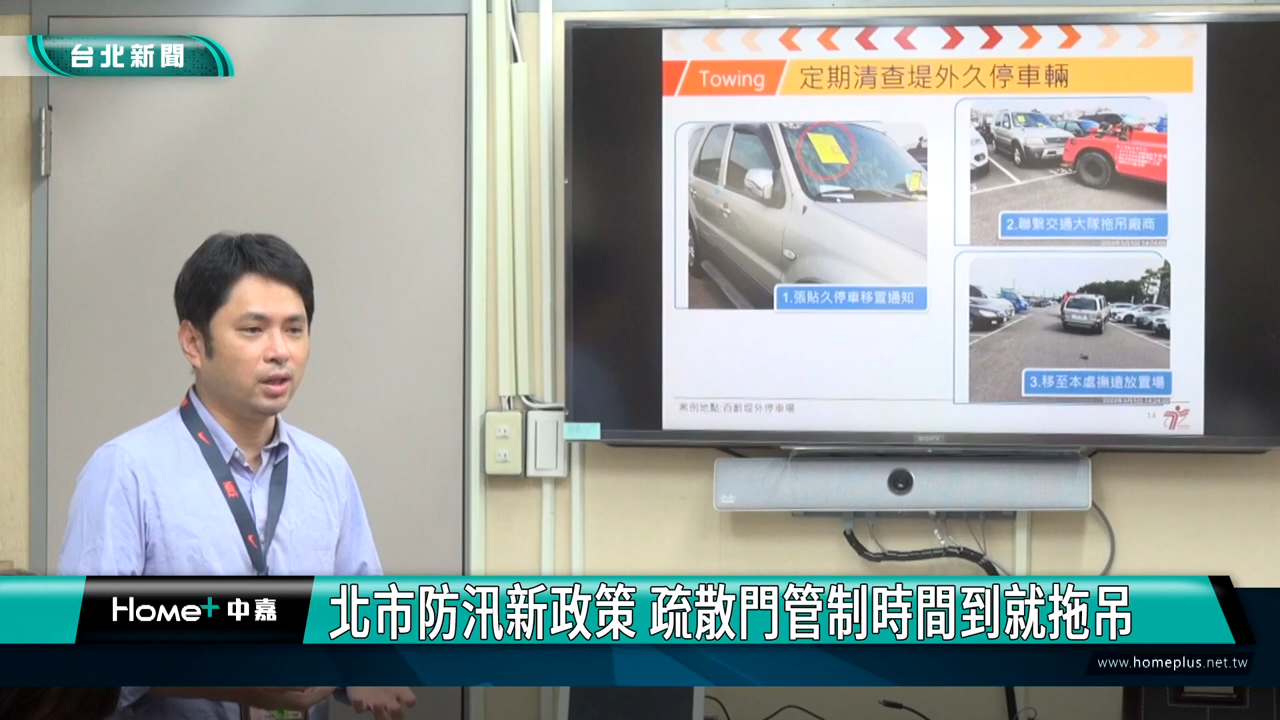 台北新聞
Towing 定期清查堤外久停車輛
1.張貼久停車移置通知
2.聯繫交通大隊拖吊廠商
3.移至本處撫遠放置場
案例地點:百齡堤外停車場
14
SONY
Home+中嘉
北市防汛新政策 疏散門管制時間到就拖吊
www.homeplus.net.tw